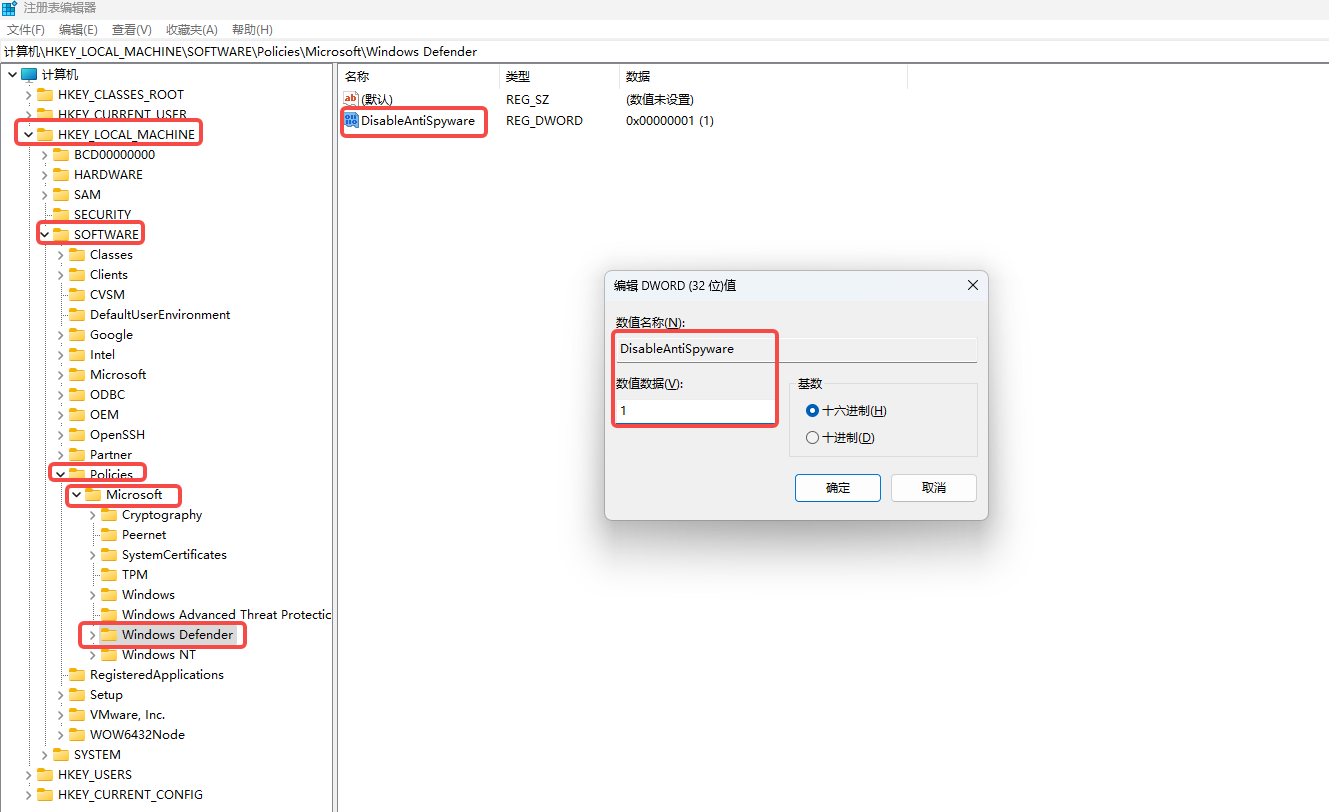 注册表编辑器
文件(F) 编辑(E) 查看(V) 收藏夹(A) 帮助(H)
计算机\HKEY_LOCAL_MACHINE\SOFTWARE\Policies\Microsoft\Windows Defender
计算机
HKEY_CLASSES_ROOT
HKEY_CURRENT_USER
HKEY_LOCAL_MACHINE
BCD00000000
HARDWARE
SAM
SECURITY
SOFTWARE
Classes
Clients
CVSM
DefaultUserEnvironment
Google
Intel
Microsoft
ODBC
OEM
OpenSSH
Partner
Policies
Microsoft
Cryptography
Peernet
SystemCertificates
TPM
Windows
Windows Advanced Threat Protectio
Windows Defender
Windows NT
RegisteredApplications
Setup
VMware, Inc.
WOW6432Node
SYSTEM
HKEY_USERS
HKEY_CURRENT_CONFIG
名称 类型 数据
(默认) REG_SZ (数值未设置)
DisableAntiSpyware REG_DWORD 0x00000001 (1)
编辑 DWORD (32 位)值
数值名称(N):
DisableAntiSpyware
数值数据(V):
1
基数
十六进制(H)
十进制(D)
确定 取消